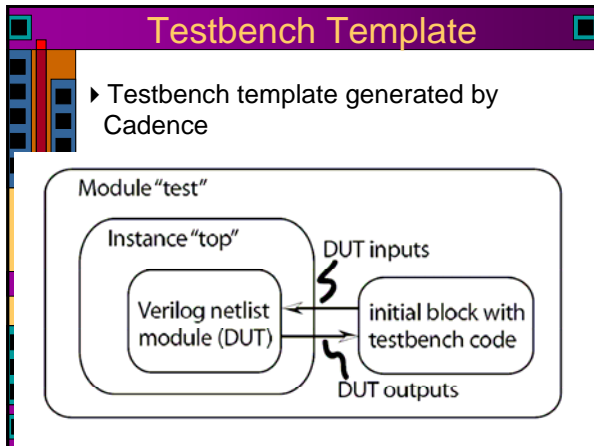 Testbench Template
Testbench template generated by
Cadence
Module "test"
Instance "top"
DUT inputs
Verilog netlist
module (DUT)
initial block with
testbench code
DUT outputs